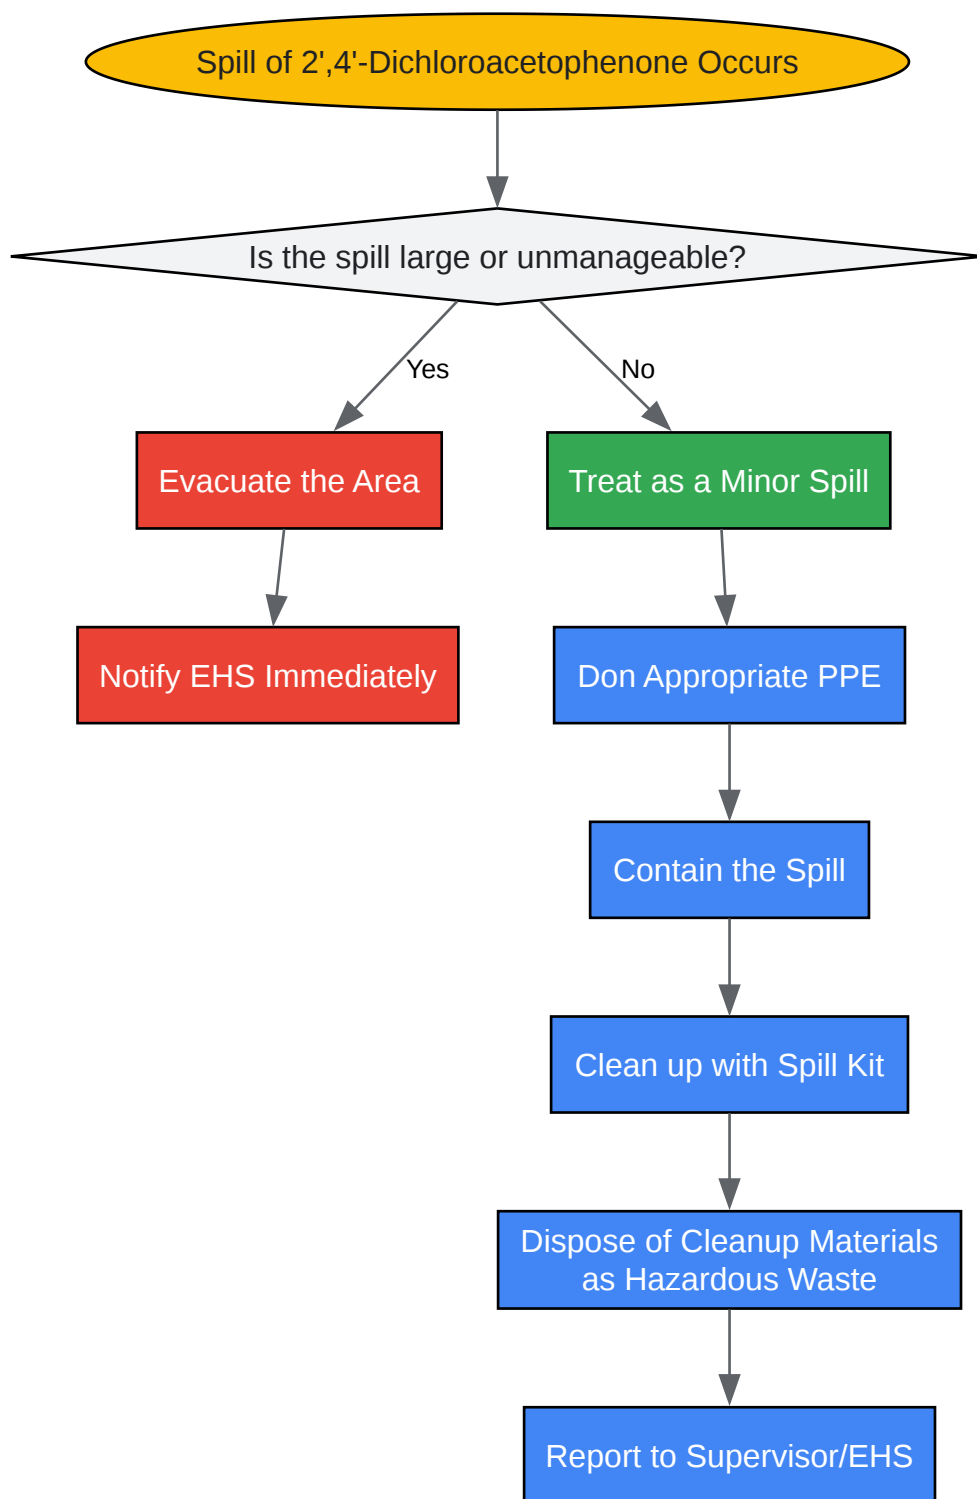 Spill of 2',4'-Dichloroacetophenone Occurs
Is the spill large or unmanageable?
Yes
No
Evacuate the Area
Treat as a Minor Spill
Notify EHS Immediately
Don Appropriate PPE
Contain the Spill
Clean up with Spill Kit
Dispose of Cleanup Materials
as Hazardous Waste
Report to Supervisor/EHS